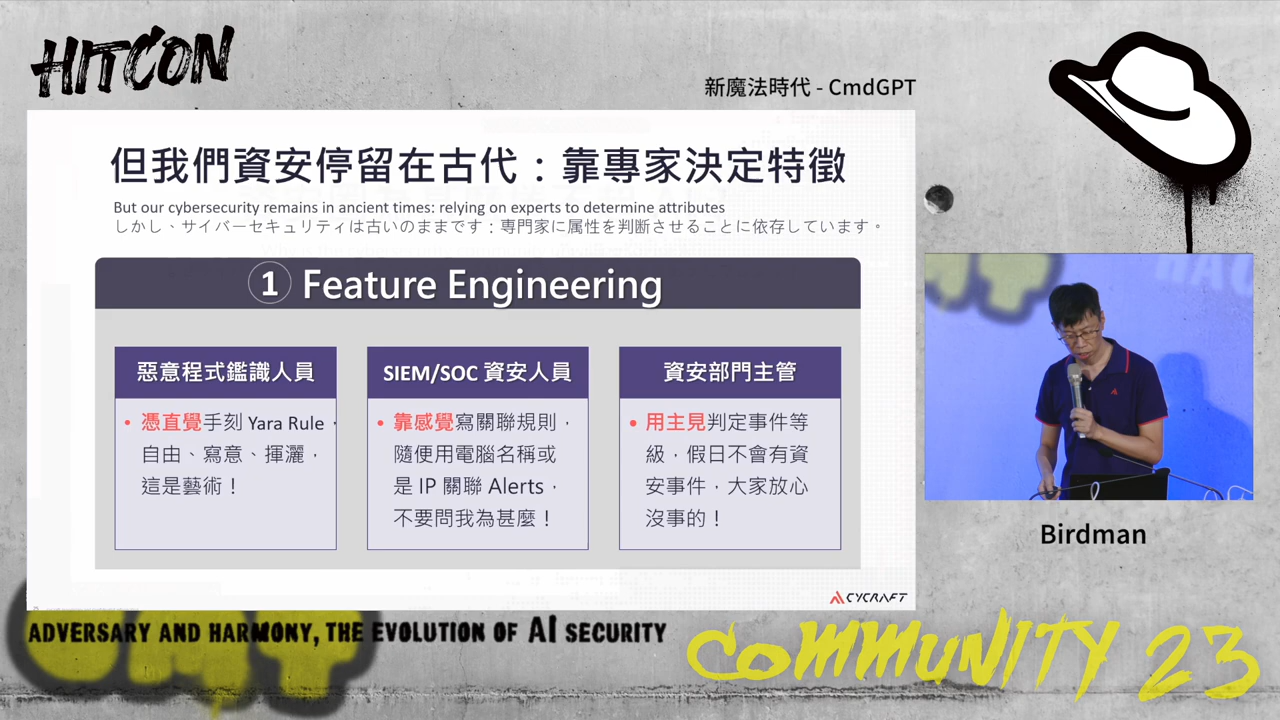 HITCON
新魔法時代 - CmdGPT
但我們資安停留在古代：靠專家決定特徵
But our cybersecurity remains in ancient times: relying on experts to determine attributes
しかし、サイバーセキュリティは古いのままです：専門家に属性を判断させることに依存しています。
① Feature Engineering
惡意程式鑑識人員
• 憑直覺手刻 Yara Rule，
自由、寫意、揮灑，
這是藝術！
SIEM/SOC 資安人員
• 靠感覺寫關聯規則，
隨便用電腦名稱或
是 IP 關聯 Alerts，
不要問我為甚麼！
資安部門主管
• 用主見判定事件等
級，假日不會有資
安事件，大家放心
沒事的！
CYCRAFT
Birdman
ADVERSARY AND HARMONY, THE EVOLUTION OF AI SECURITY
COMMUNITY 23